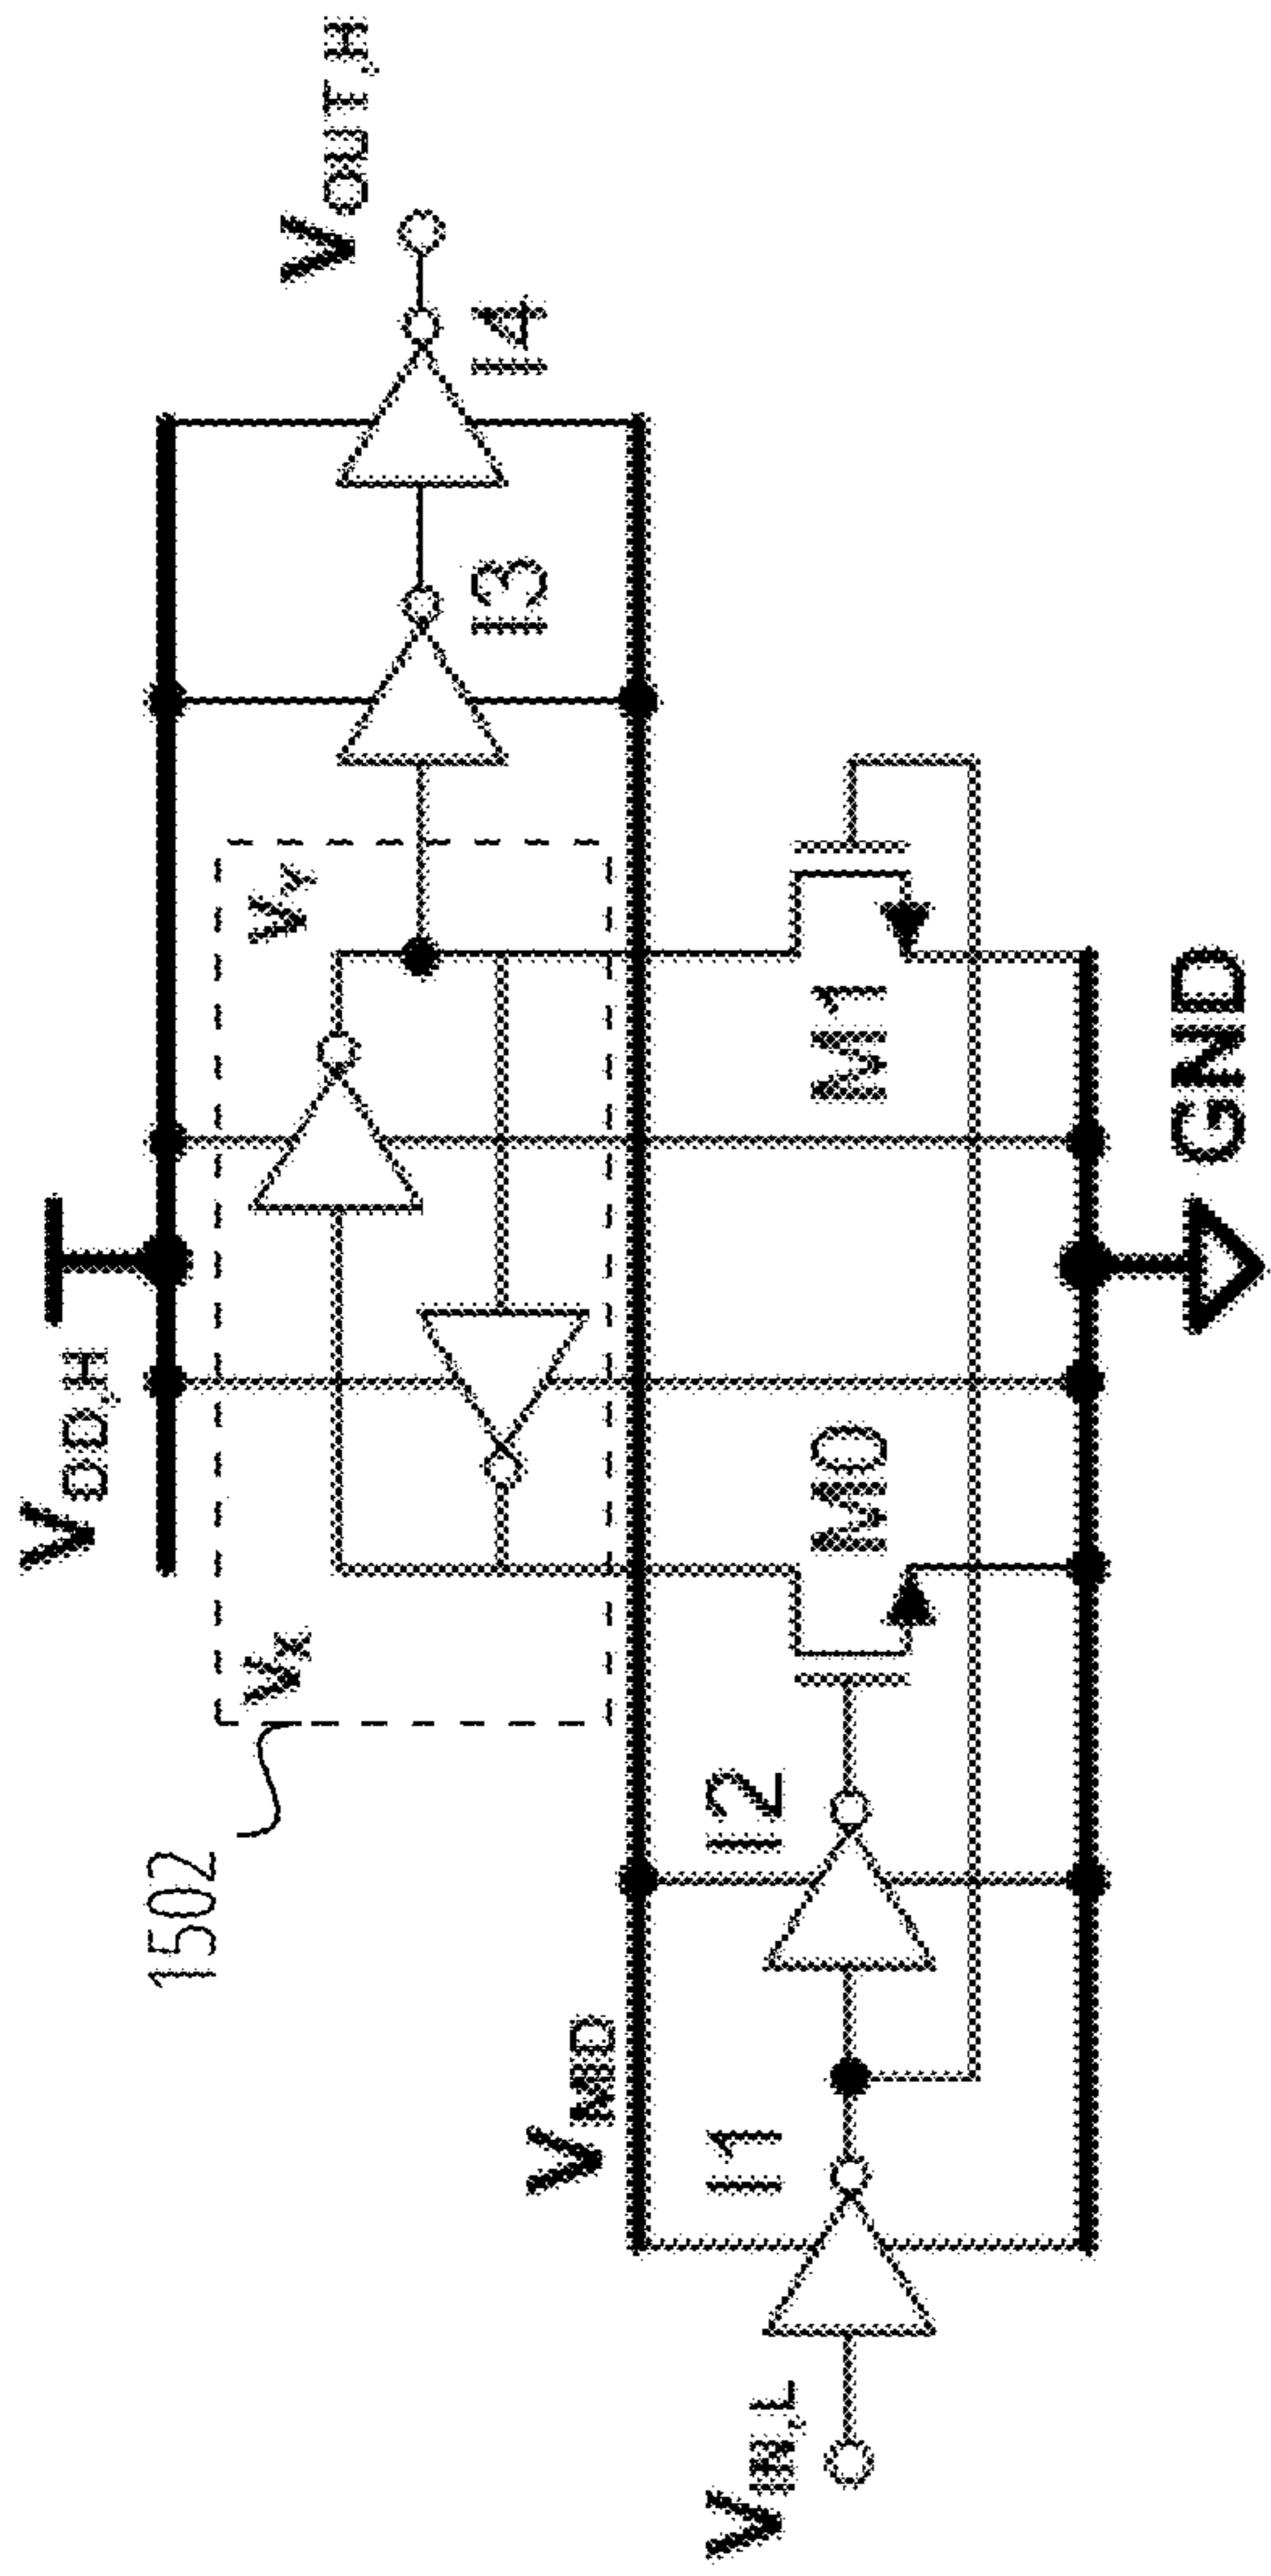 V_DD,H
V_OUT,H
1502
V_X
V_Y
I3
I4
V_MID
I1
I2
M0
M1
V_IN,L
GND